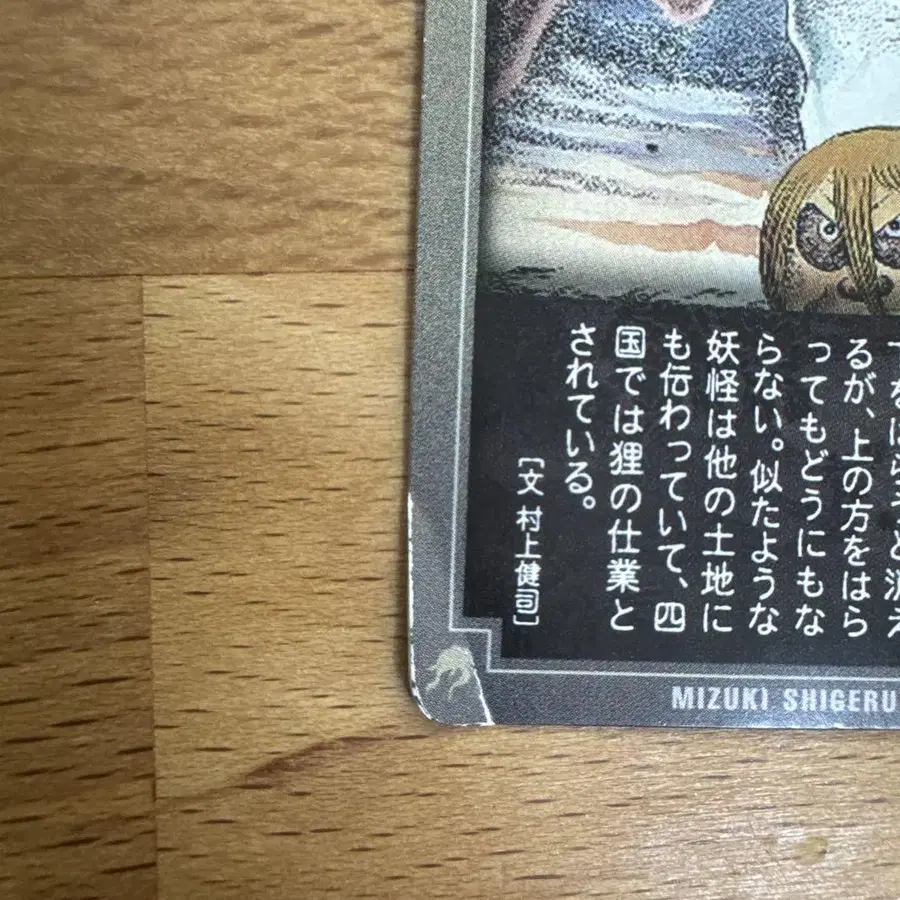 るが、上の方をはら
ってもどうにもな
らない。似たような
妖怪は他の土地に
も伝わっていて、四
国では狸の仕業と
されている。
［文 村上健司］
MIZUKI SHIGERU